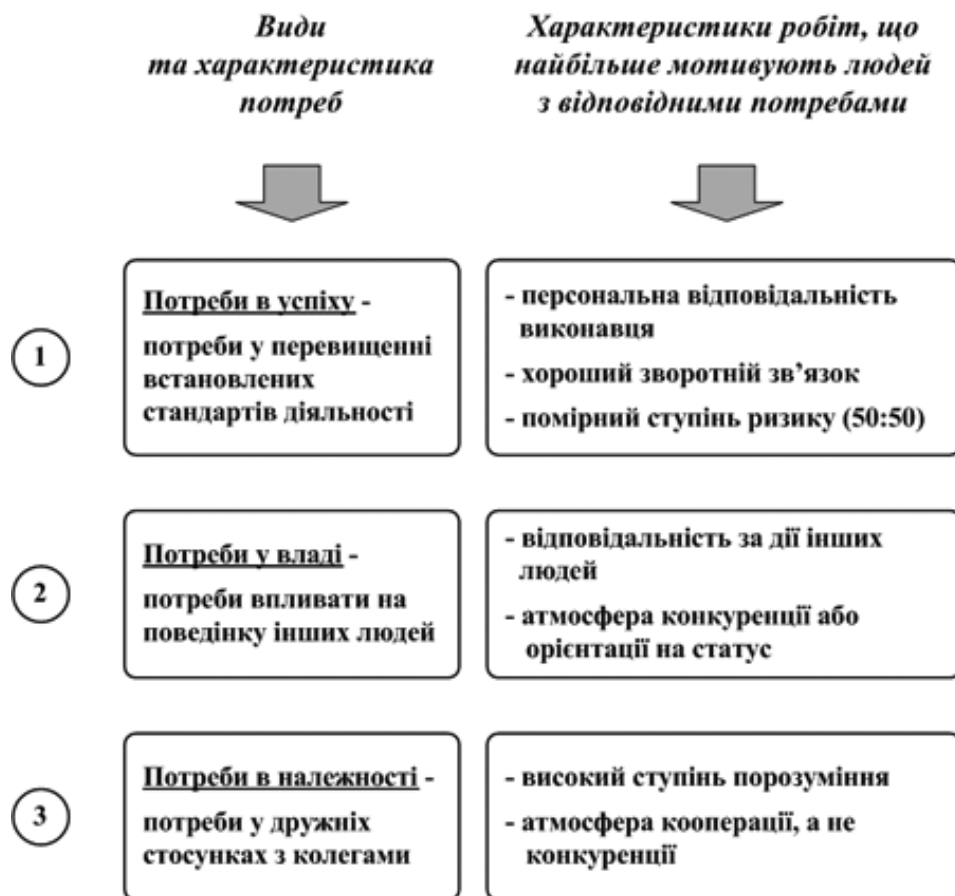 Види
та характеристика
потреб
Характеристики робіт, що
найбільше мотивують людей
з відповідними потребами
1
Потреби в успіху -
потреби у перевищенні
встановлених
стандартів діяльності
- персональна відповідальність
виконавця
- хороший зворотній зв’язок
- помірний ступінь ризику (50:50)
2
Потреби у владі -
потреби впливати на
поведінку інших людей
- відповідальність за дії інших
людей
- атмосфера конкуренції або
орієнтації на статус
3
Потреби в належності -
потреби у дружніх
стосунках з колегами
- високий ступінь порозуміння
- атмосфера кооперації, а не
конкуренції